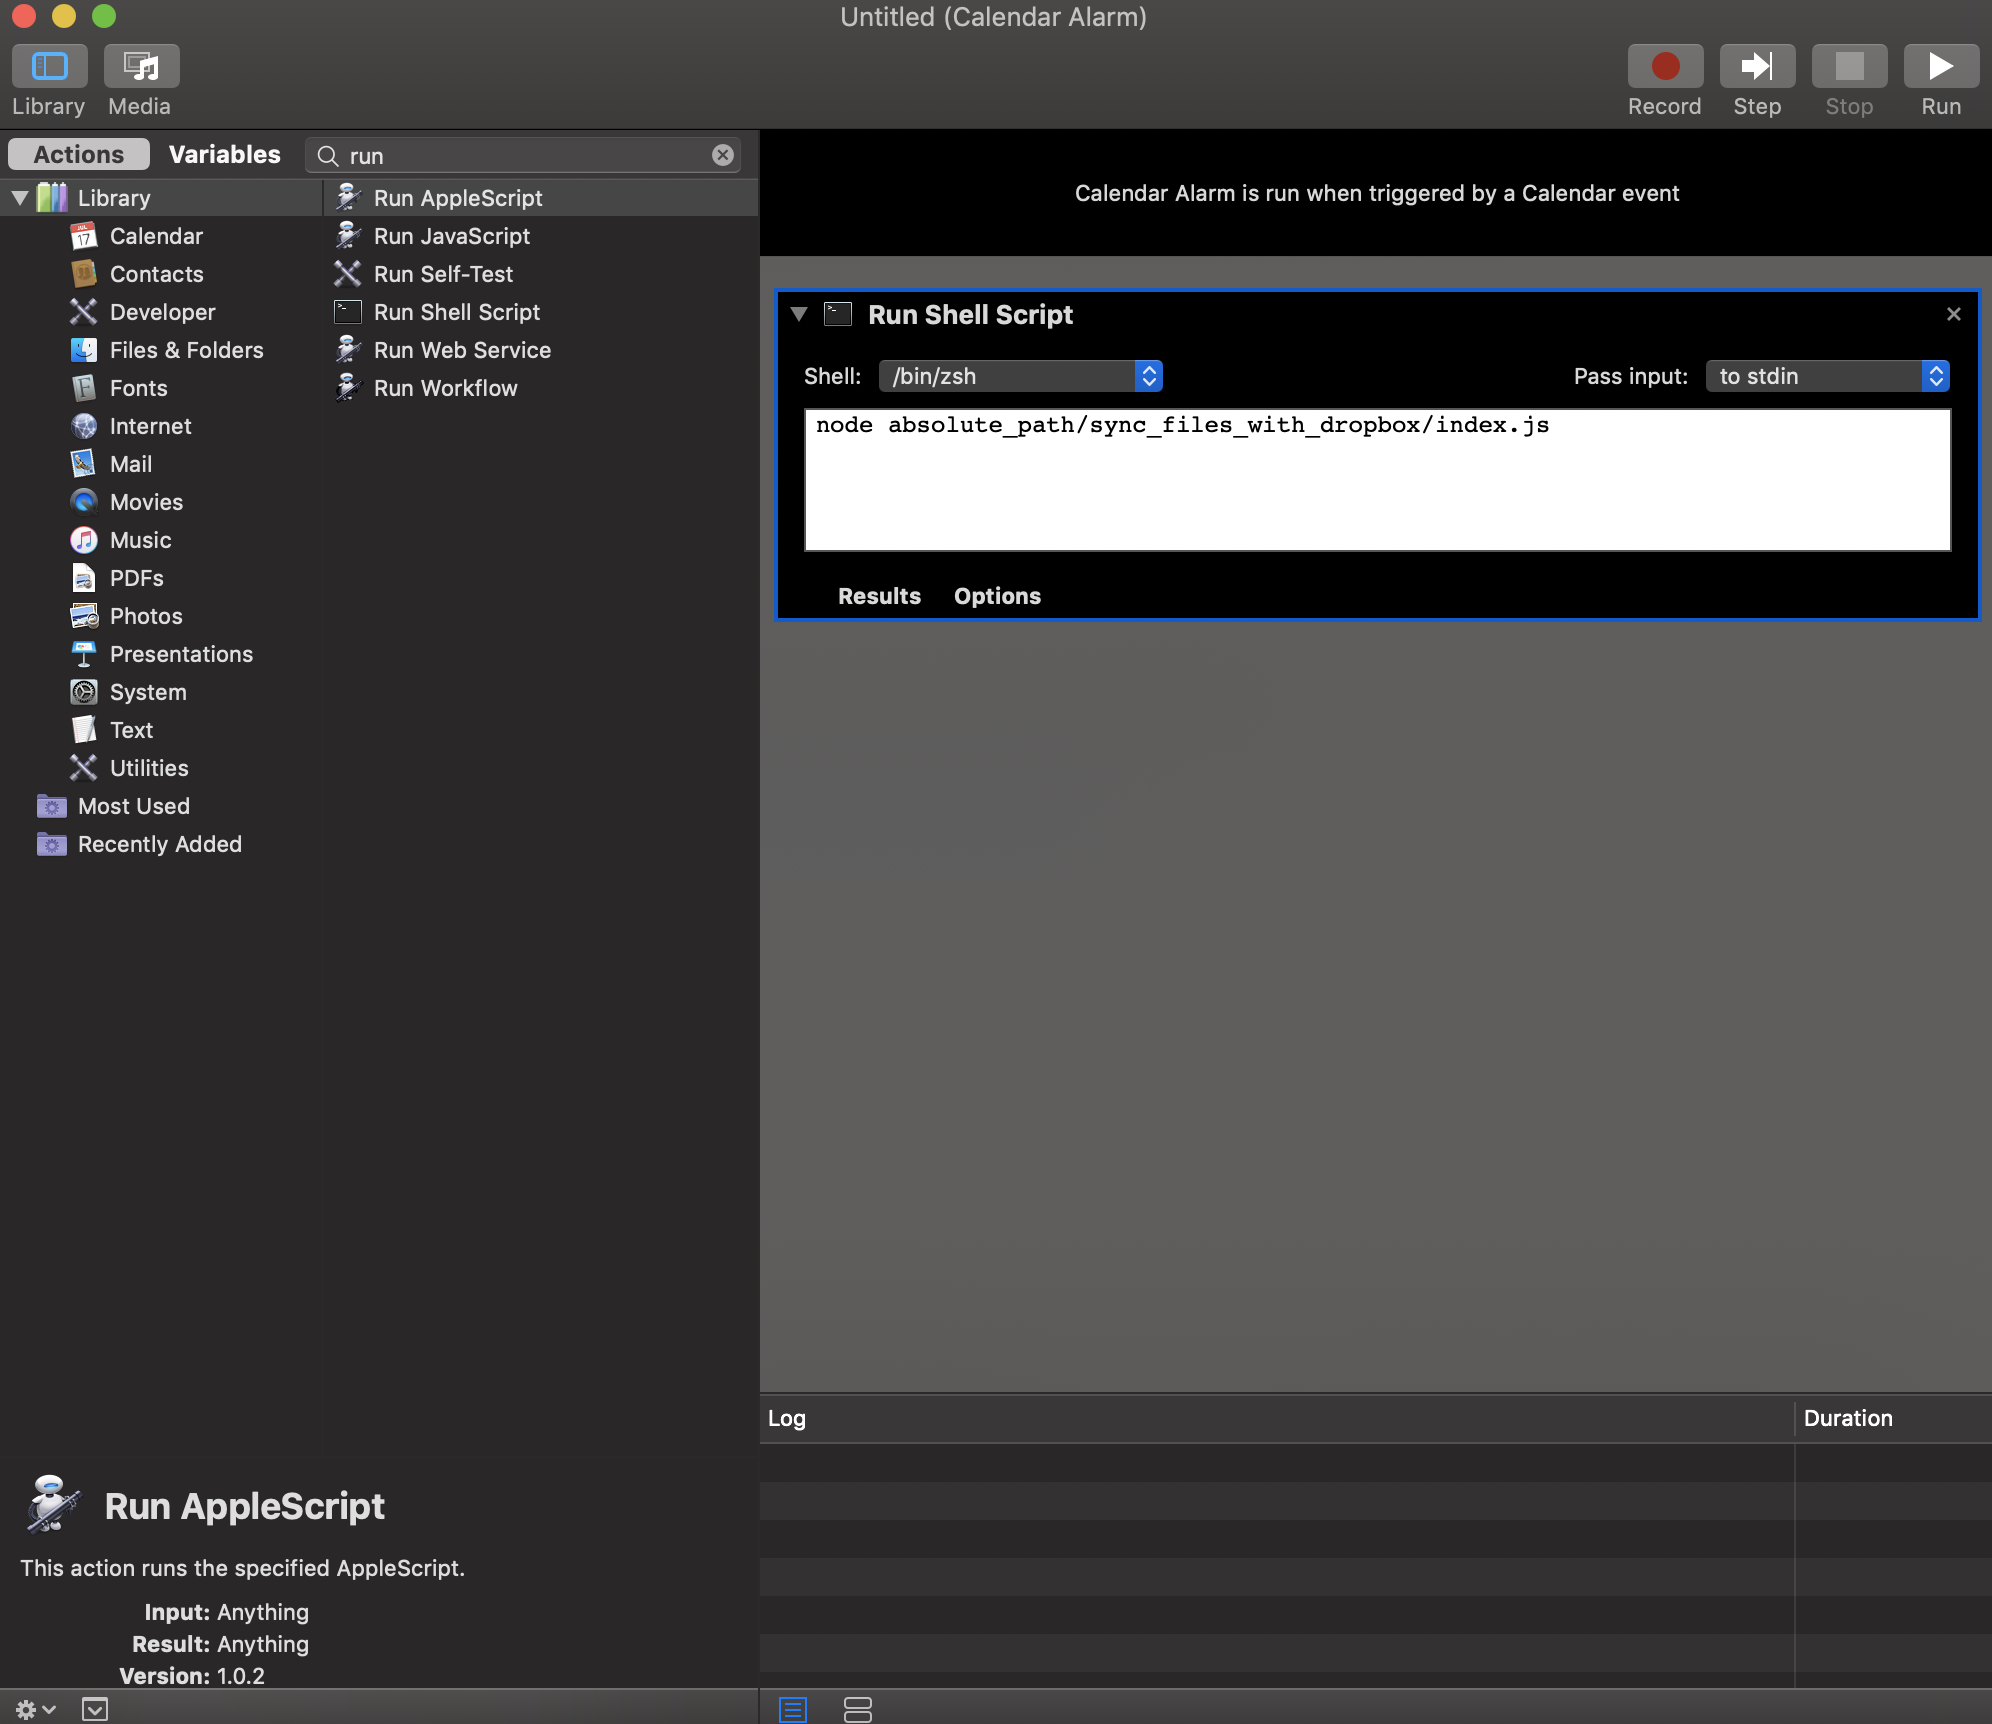 Untitled (Calendar Alarm)
Library
Media
Record
Step
Stop
Run
Actions
Variables
run
Library
Calendar
Contacts
Developer
Files & Folders
Fonts
Internet
Mail
Movies
Music
PDFs
Photos
Presentations
System
Text
Utilities
Most Used
Recently Added
Run AppleScript
Run JavaScript
Run Self-Test
Run Shell Script
Run Web Service
Run Workflow
Run AppleScript
This action runs the specified AppleScript.
Input: Anything
Result: Anything
Version: 1.0.2
Calendar Alarm is run when triggered by a Calendar event
Run Shell Script
Shell: /bin/zsh
Pass input: to stdin
node absolute_path/sync_files_with_dropbox/index.js
Results Options
Log
Duration